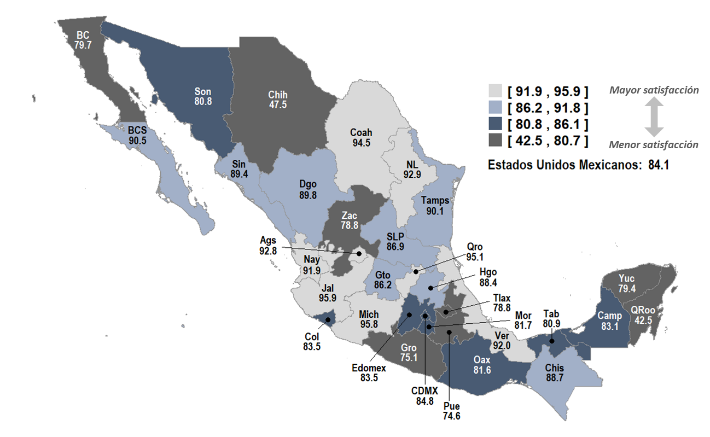 BC
79.7
Son
80.8
Chih
47.5
[ 91.9 , 95.9 ]
Mayor satisfacción
[ 86.2 , 91.8 ]
[ 80.8 , 86.1 ]
[ 42.5 , 80.7 ]
Menor satisfacción
Estados Unidos Mexicanos: 84.1
BCS
90.5
Coah
94.5
NL
92.9
Sin
89.4
Dgo
89.8
Tamps
90.1
Zac
78.8
SLP
86.9
Ags
92.8
Nay
91.9
Qro
95.1
Gto
86.2
Hgo
88.4
Jal
95.9
Tlax
78.8
Mich
95.8
Mor
81.7
Tab
80.9
Yuc
79.4
Camp
83.1
QRoo
42.5
Col
83.5
Ver
92.0
Gro
75.1
Edomex
83.5
Oax
81.6
Chis
88.7
CDMX
84.8
Pue
74.6